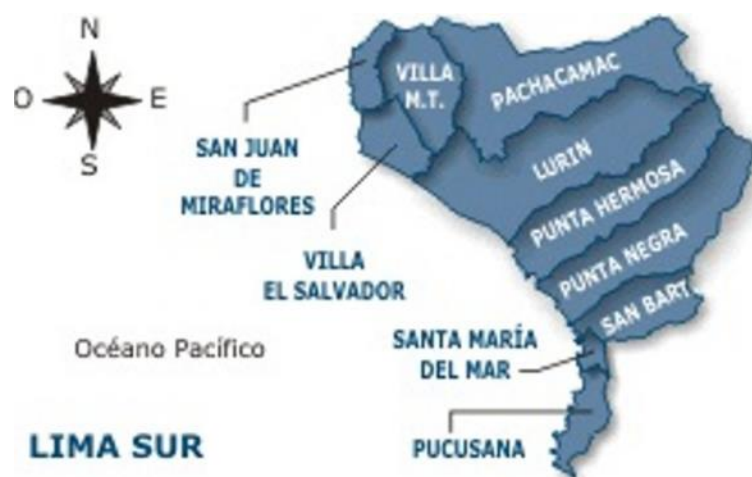 N
O
E
S
VILLA
M.T.
PACHACAMAC
SAN JUAN
DE
MIRAFLORES
LURIN
PUNTA HERMOSA
VILLA
EL SALVADOR
PUNTA NEGRA
SAN BART.
SANTA MARÍA
DEL MAR
Océano Pacífico
PUCUSANA
LIMA SUR